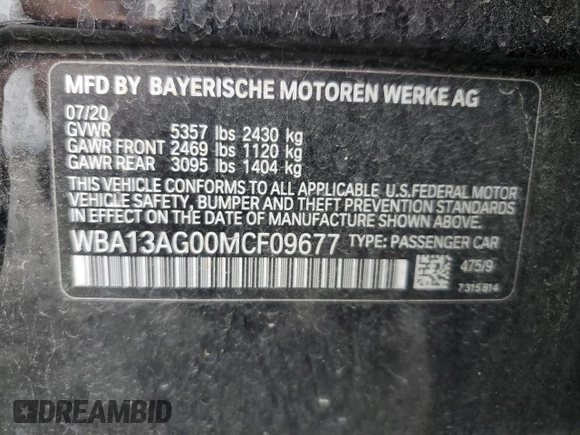 MFD BY BAYERISCHE MOTOREN WERKE AG
07/20
GVWR 5357 lbs 2430 kg
GAWR FRONT 2469 lbs 1120 kg
GAWR REAR 3095 lbs 1404 kg
THIS VEHICLE CONFORMS TO ALL APPLICABLE U.S.FEDERAL MOTOR
VEHICLE SAFETY, BUMPER AND THEFT PREVENTION STANDARDS
IN EFFECT ON THE DATE OF MANUFACTURE SHOWN ABOVE.
WBA13AG00MCF09677 TYPE: PASSENGER CAR
475/9
7315814
DREAMBID